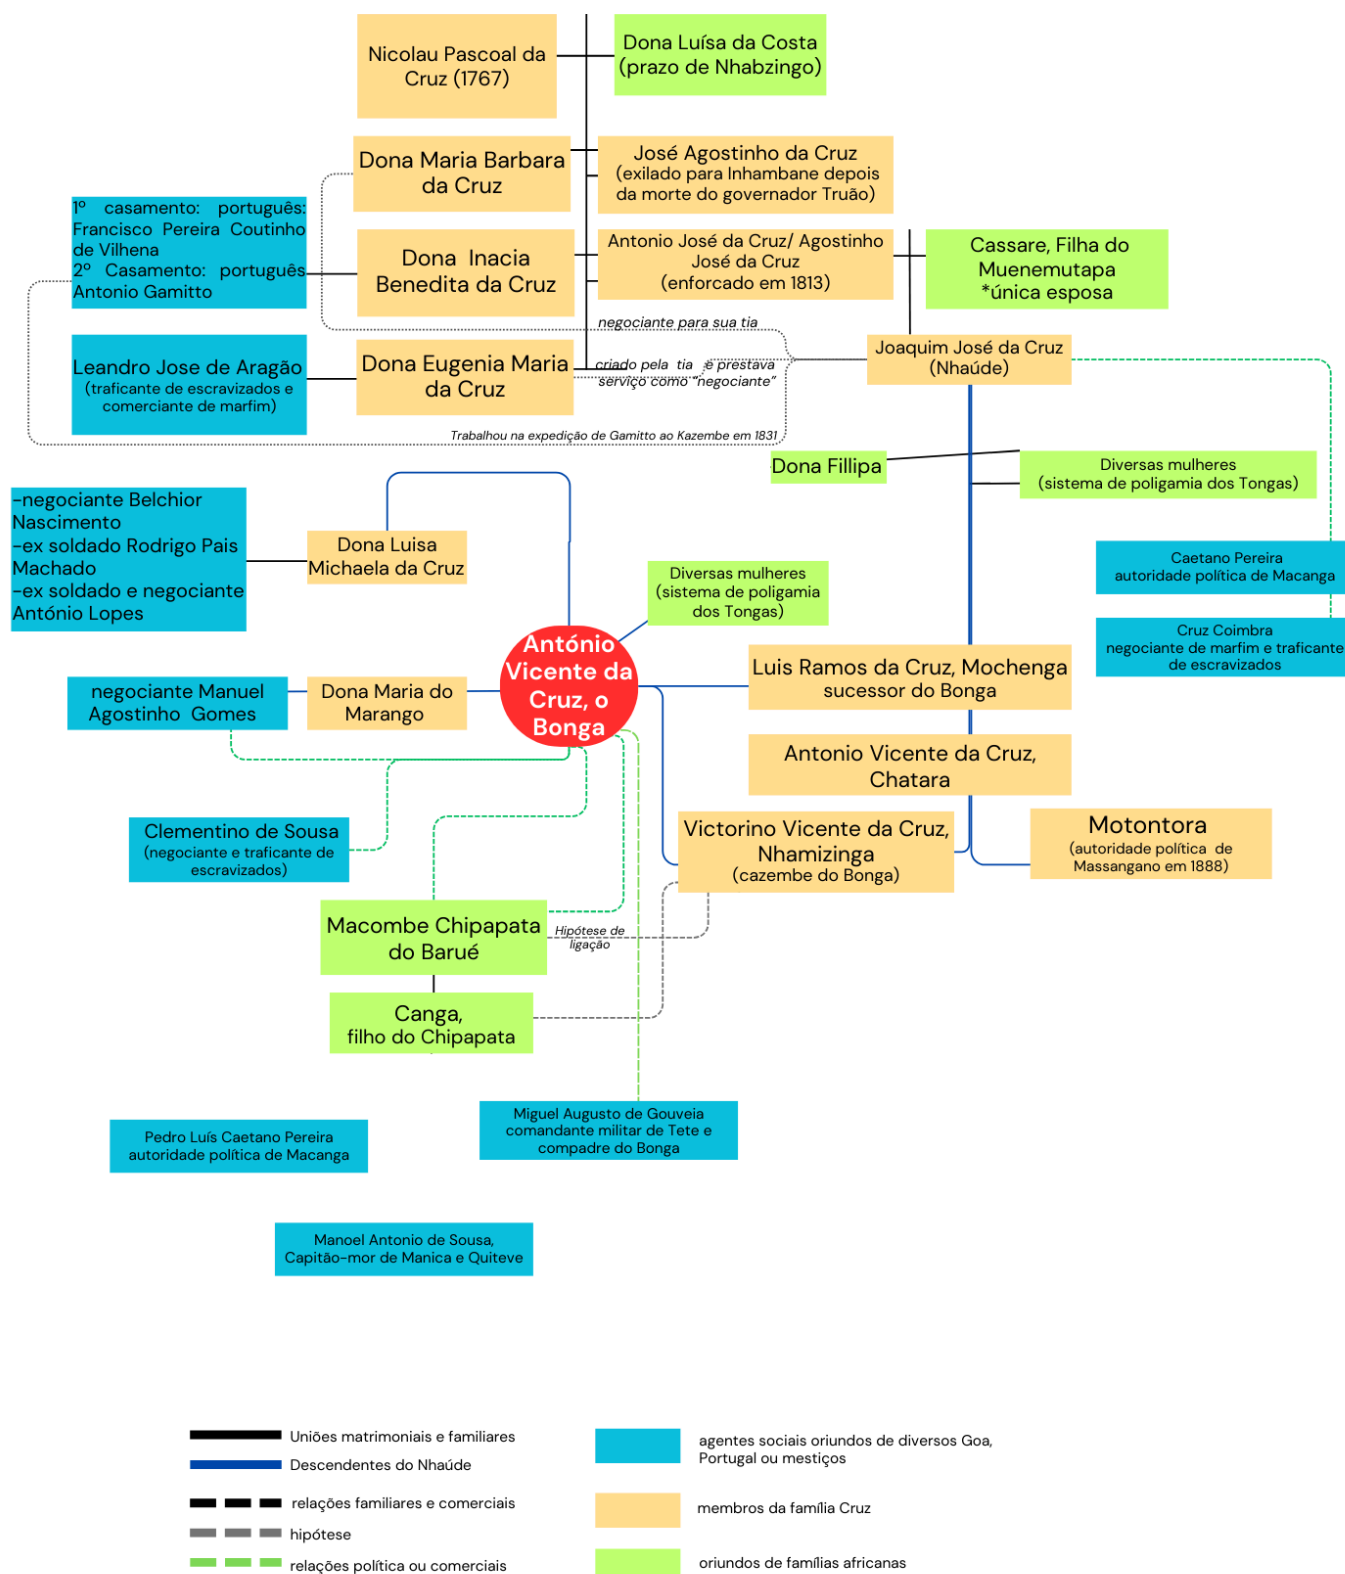 Nicolau Pascoal da
Cruz (1767)
Dona Luísa da Costa
(prazo de Nhabzingo)
Dona Maria Barbara
da Cruz
José Agostinho da Cruz
(exilado para Inhambane depois
da morte do governador Truão)
1º casamento: português:
Francisco Pereira Coutinho
de Vilhena
2º Casamento: português
Antonio Gamitto
Dona Inacia
Benedita da Cruz
Antonio José da Cruz/ Agostinho
José da Cruz
(enforcado em 1813)
Cassare, Filha do
Muenemutapa
*única esposa
negociante para sua tia
Leandro Jose de Aragão
(traficante de escravizados e
comerciante de marfim)
Dona Eugenia Maria
da Cruz
criado pela tia e prestava
serviço como “negociante”
Joaquim José da Cruz
(Nhaúde)
Trabalhou na expedição de Gamitto ao Kazembe em 1831
Dona Fillipa
Diversas mulheres
(sistema de poligamia dos Tongas)
-negociante Belchior
Nascimento
-ex soldado Rodrigo Pais
Machado
-ex soldado e negociante
António Lopes
Dona Luisa
Michaela da Cruz
Diversas mulheres
(sistema de poligamia
dos Tongas)
Caetano Pereira
autoridade política de Macanga
Cruz Coimbra
negociante de marfim e traficante
de escravizados
António
Vicente da
Cruz, o
Bonga
Luis Ramos da Cruz, Mochenga
sucessor do Bonga
negociante Manuel
Agostinho Gomes
Dona Maria do
Marango
Antonio Vicente da Cruz,
Chatara
Clementino de Sousa
(negociante e traficante de
escravizados)
Victorino Vicente da Cruz,
Nhamizinga
(cazembe do Bonga)
Motontora
(autoridade política de
Massangano em 1888)
Macombe Chipapata
do Barué
Hipótese de
ligação
Canga,
filho do Chipapata
Miguel Augusto de Gouveia
comandante militar de Tete e
compadre do Bonga
Pedro Luís Caetano Pereira
autoridade política de Macanga
Manoel Antonio de Sousa,
Capitão-mor de Manica e Quiteve
Uniões matrimoniais e familiares
Descendentes do Nhaúde
relações familiares e comerciais
hipótese
relações política ou comerciais
agentes sociais oriundos de diversos Goa,
Portugal ou mestiços
membros da família Cruz
oriundos de famílias africanas